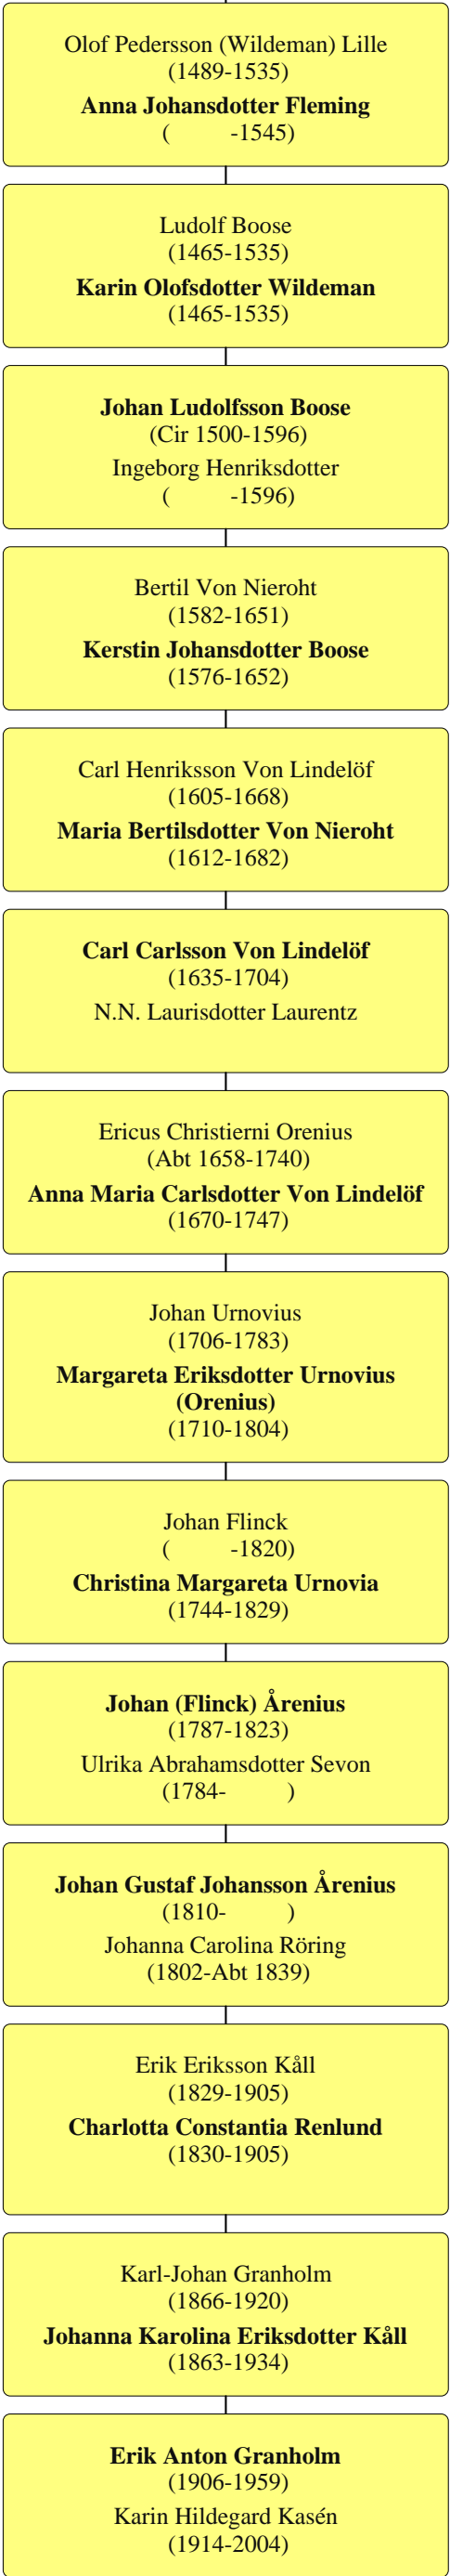 Olof Pedersson (Wildeman) Lille
(1489-1535)
Anna Johansdotter Fleming
(          -1545)
Ludolf Boose
(1465-1535)
Karin Olofsdotter Wildeman
(1465-1535)
Johan Ludolfsson Boose
(Cir 1500-1596)
Ingeborg Henriksdotter
(          -1596)
Bertil Von Nieroht
(1582-1651)
Kerstin Johansdotter Boose
(1576-1652)
Carl Henriksson Von Lindelöf
(1605-1668)
Maria Bertilsdotter Von Nieroht
(1612-1682)
Carl Carlsson Von Lindelöf
(1635-1704)
N.N. Laurisdotter Laurentz
Ericus Christierni Orenius
(Abt 1658-1740)
Anna Maria Carlsdotter Von Lindelöf
(1670-1747)
Johan Urnovius
(1706-1783)
Margareta Eriksdotter Urnovius
(Orenius)
(1710-1804)
Johan Flinck
(          -1820)
Christina Margareta Urnovia
(1744-1829)
Johan (Flinck) Årenius
(1787-1823)
Ulrika Abrahamsdotter Sevon
(1784-          )
Johan Gustaf Johansson Årenius
(1810-          )
Johanna Carolina Röring
(1802-Abt 1839)
Erik Eriksson Kåll
(1829-1905)
Charlotta Constantia Renlund
(1830-1905)
Karl-Johan Granholm
(1866-1920)
Johanna Karolina Eriksdotter Kåll
(1863-1934)
Erik Anton Granholm
(1906-1959)
Karin Hildegard Kasén
(1914-2004)